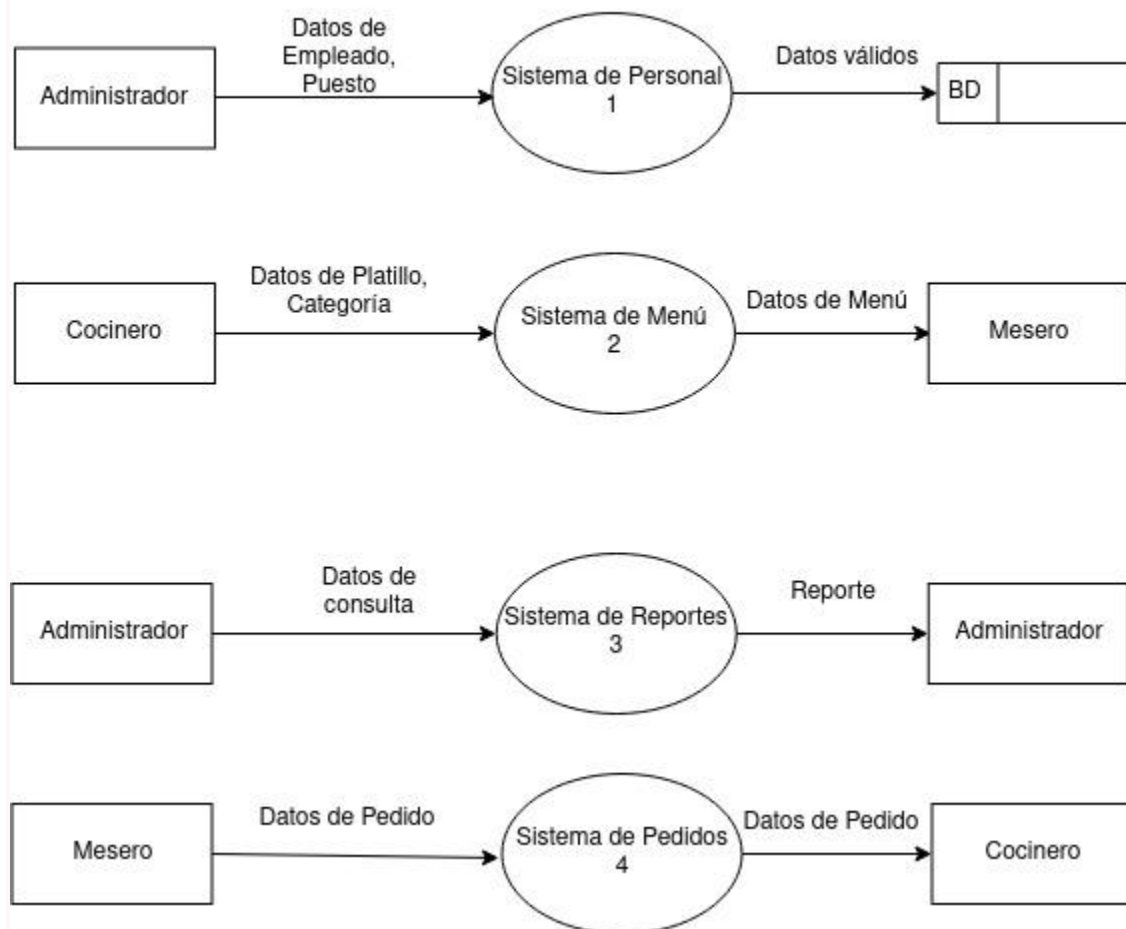 Administrador
Datos de
Empleado,
Puesto
Sistema de Personal
1
Datos válidos
BD
Cocinero
Datos de Platillo,
Categoría
Sistema de Menú
2
Datos de Menú
Mesero
Administrador
Datos de
consulta
Sistema de Reportes
3
Reporte
Administrador
Mesero
Datos de Pedido
Sistema de Pedidos
4
Datos de Pedido
Cocinero